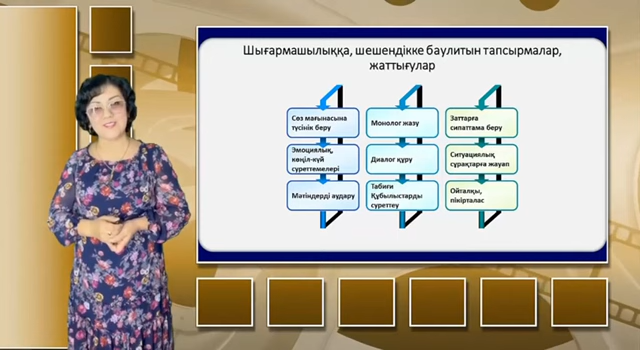 Шығармашылыққа, шешендікке баулитын тапсырмалар,
жаттығулар
Сөз мағынасына
түсінік беру
Эмоциялық,
көңіл-күй
суреттемелері
Мәтіндерді аудару
Монолог жазу
Диалог құру
Табиғи
Құбылыстарды
суреттеу
Заттарға
сипаттама беру
Ситуациялық
сұрақтарға жауап
Ойталқы,
пікірталас